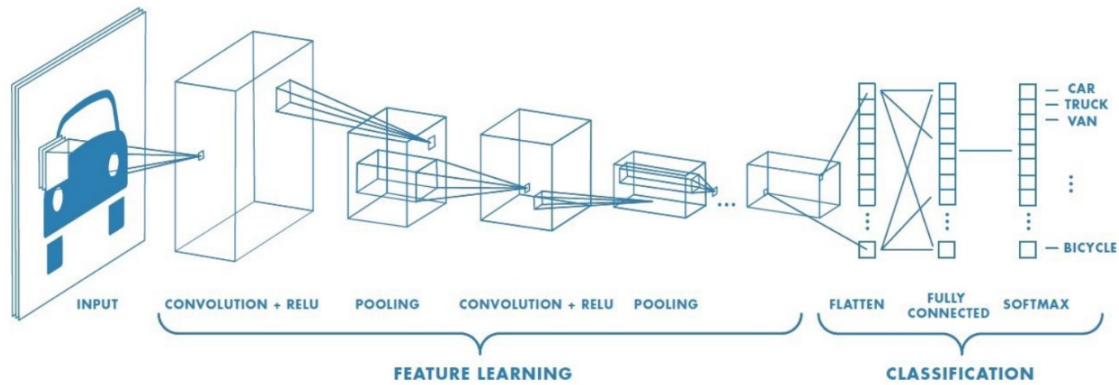 CAR
TRUCK
VAN
BICYCLE
INPUT
CONVOLUTION + RELU
POOLING
CONVOLUTION + RELU
POOLING
FLATTEN
FULLY
CONNECTED
SOFTMAX
FEATURE LEARNING
CLASSIFICATION